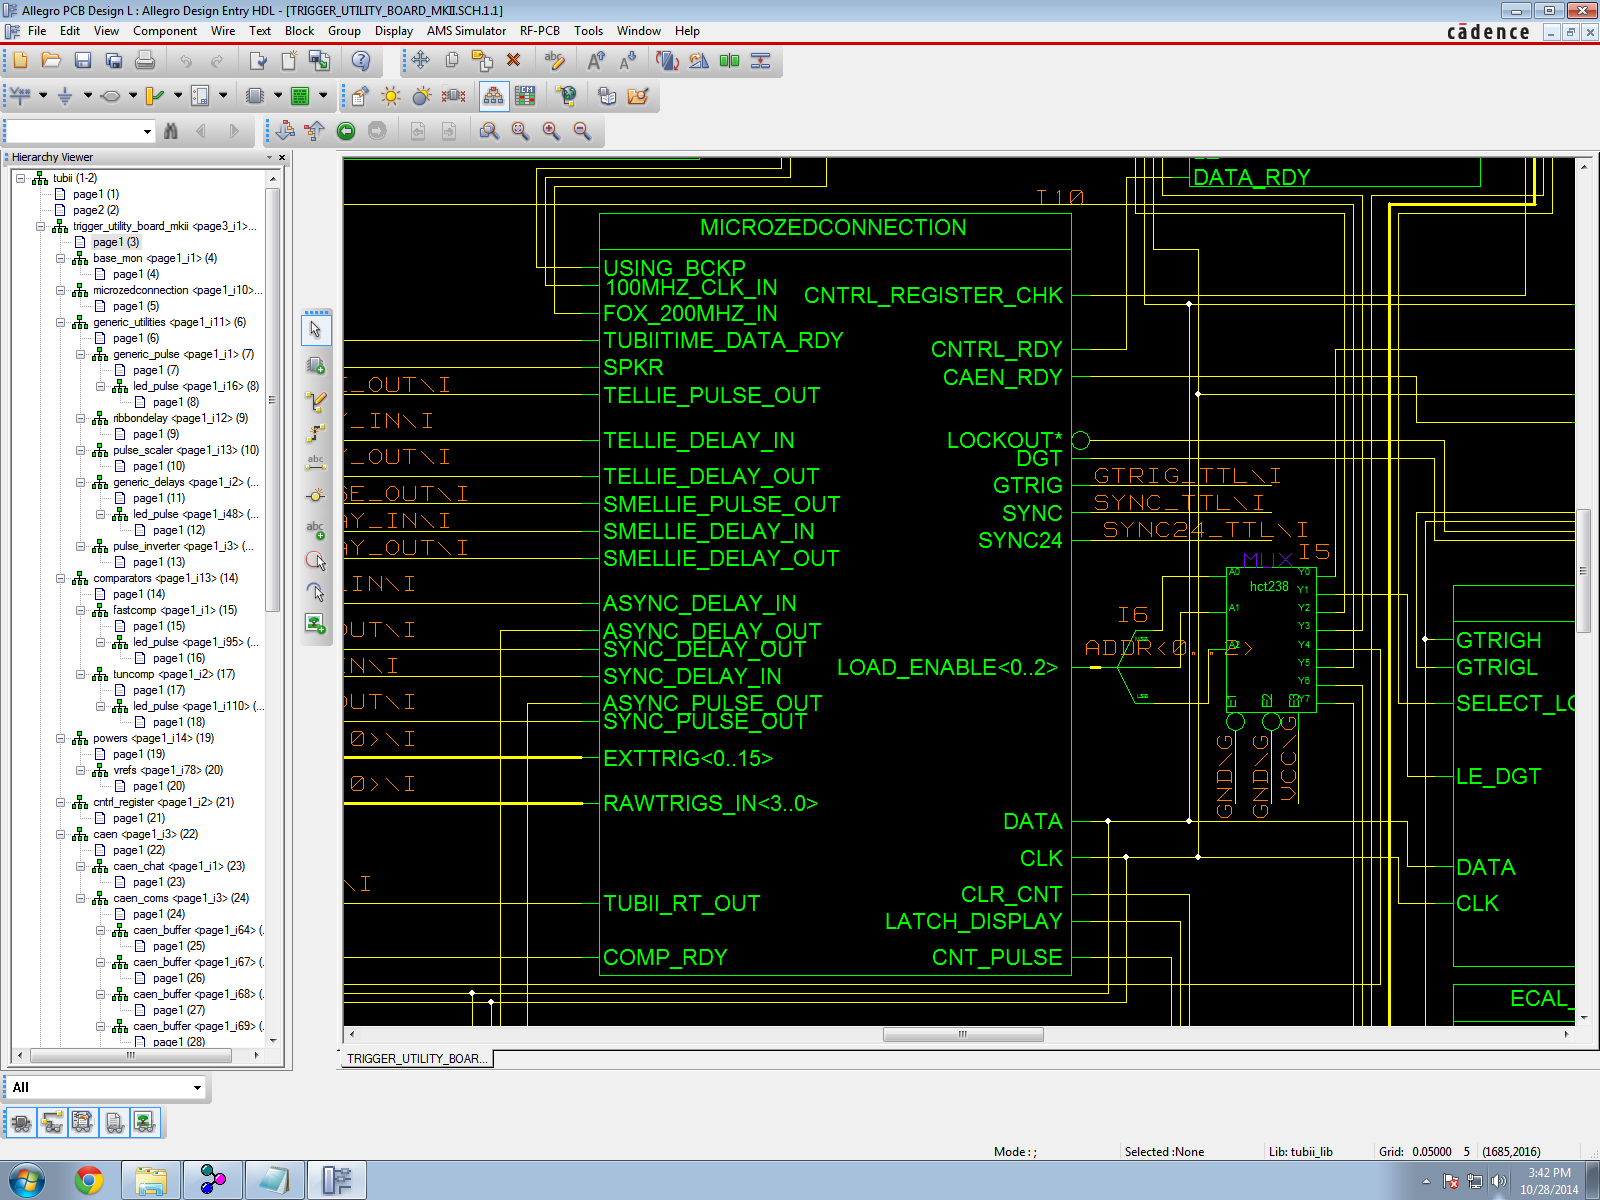 Allegro PCB Design L : Allegro Design Entry HDL - [TRIGGER_UTILITY_BOARD_MKII.SCH.1.1]
File Edit View Component Wire Text Block Group Display AMS Simulator RF-PCB Tools Window Help
cādence
Hierarchy Viewer
tubii (1-2)
page1 (1)
page2 (2)
trigger_utility_board_mkii <page3_i1>...
page1 (3)
base_mon <page1_i1> (4)
page1 (4)
microzedconnection <page1_i10>...
page1 (5)
generic_utilities <page1_i11> (6)
page1 (6)
generic_pulse <page1_i1> (7)
page1 (7)
led_pulse <page1_i16> (8)
page1 (8)
ribbondelay <page1_i12> (9)
page1 (9)
pulse_scaler <page1_i13> (10)
page1 (10)
generic_delays <page1_i2> (...
page1 (11)
led_pulse <page1_i48> (...
page1 (12)
pulse_inverter <page1_i3> (...
page1 (13)
comparators <page1_i13> (14)
page1 (14)
fastcomp <page1_i1> (15)
page1 (15)
led_pulse <page1_i95> (...
page1 (16)
tuncomp <page1_i2> (17)
page1 (17)
led_pulse <page1_i110> (...
page1 (18)
powers <page1_i14> (19)
page1 (19)
vrefs <page1_i78> (20)
page1 (20)
cntrl_register <page1_i2> (21)
page1 (21)
caen <page1_i3> (22)
page1 (22)
caen_chat <page1_i1> (23)
page1 (23)
caen_coms <page1_i3> (24)
page1 (24)
caen_buffer <page1_i64> (.
page1 (25)
caen_buffer <page1_i67> (.
page1 (26)
caen_buffer <page1_i68> (.
page1 (27)
caen_buffer <page1_i69> (.
page1 (28)
_OUT\I
_IN\I
_OUT\I
SE_OUT\I
AY_IN\I
AY_OUT\I
IN\I
OUT\I
IN\I
OUT\I
0>\I
0>\I
\I
I10
MICROZEDCONNECTION
USING_BCKP
100MHZ_CLK_IN
FOX_200MHZ_IN
TUBIITIME_DATA_RDY
SPKR
TELLIE_PULSE_OUT
TELLIE_DELAY_IN
TELLIE_DELAY_OUT
SMELLIE_PULSE_OUT
SMELLIE_DELAY_IN
SMELLIE_DELAY_OUT
ASYNC_DELAY_IN
ASYNC_DELAY_OUT
SYNC_DELAY_OUT
SYNC_DELAY_IN
ASYNC_PULSE_OUT
SYNC_PULSE_OUT
EXTTRIG<0..15>
RAWTRIGS_IN<3..0>
TUBII_RT_OUT
COMP_RDY
CNTRL_REGISTER_CHK
CNTRL_RDY
CAEN_RDY
LOCKOUT*
DGT
GTRIG
SYNC
SYNC24
LOAD_ENABLE<0..2>
DATA
CLK
CLR_CNT
LATCH_DISPLAY
CNT_PULSE
DATA_RDY
GTRIG_TTL\I
SYNC_TTL\I
SYNC24_TTL\I
MUX I5
hct238
A0
A1
A2
Y0
Y1
Y2
Y3
Y4
Y5
Y6
Y7
E1
E2
E3
I6
ADDR<0..2>
GND\G
GND\G
VCC\G
GTRIGH
GTRIGL
SELECT_LO
LE_DGT
DATA
CLK
ECAL_
TRIGGER_UTILITY_BOAR...
All
Mode : ; Selected :None Lib: tubii_lib Grid: 0.05000 5 (1685,2016)
3:42 PM
10/28/2014